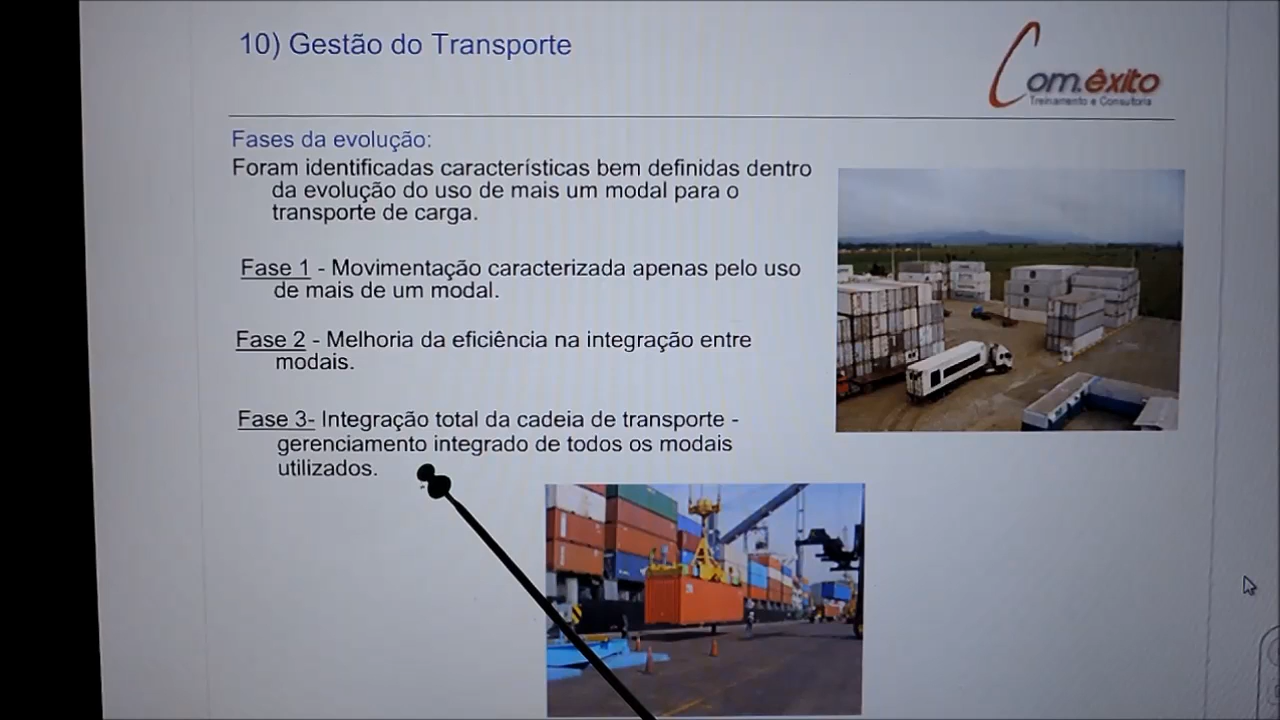 10) Gestão do Transporte
Com.êxito
Treinamento e Consultoria
Fases da evolução:
Foram identificadas características bem definidas dentro
da evolução do uso de mais um modal para o
transporte de carga.
Fase 1 - Movimentação caracterizada apenas pelo uso
de mais de um modal.
Fase 2 - Melhoria da eficiência na integração entre
modais.
Fase 3- Integração total da cadeia de transporte -
gerenciamento integrado de todos os modais
utilizados.